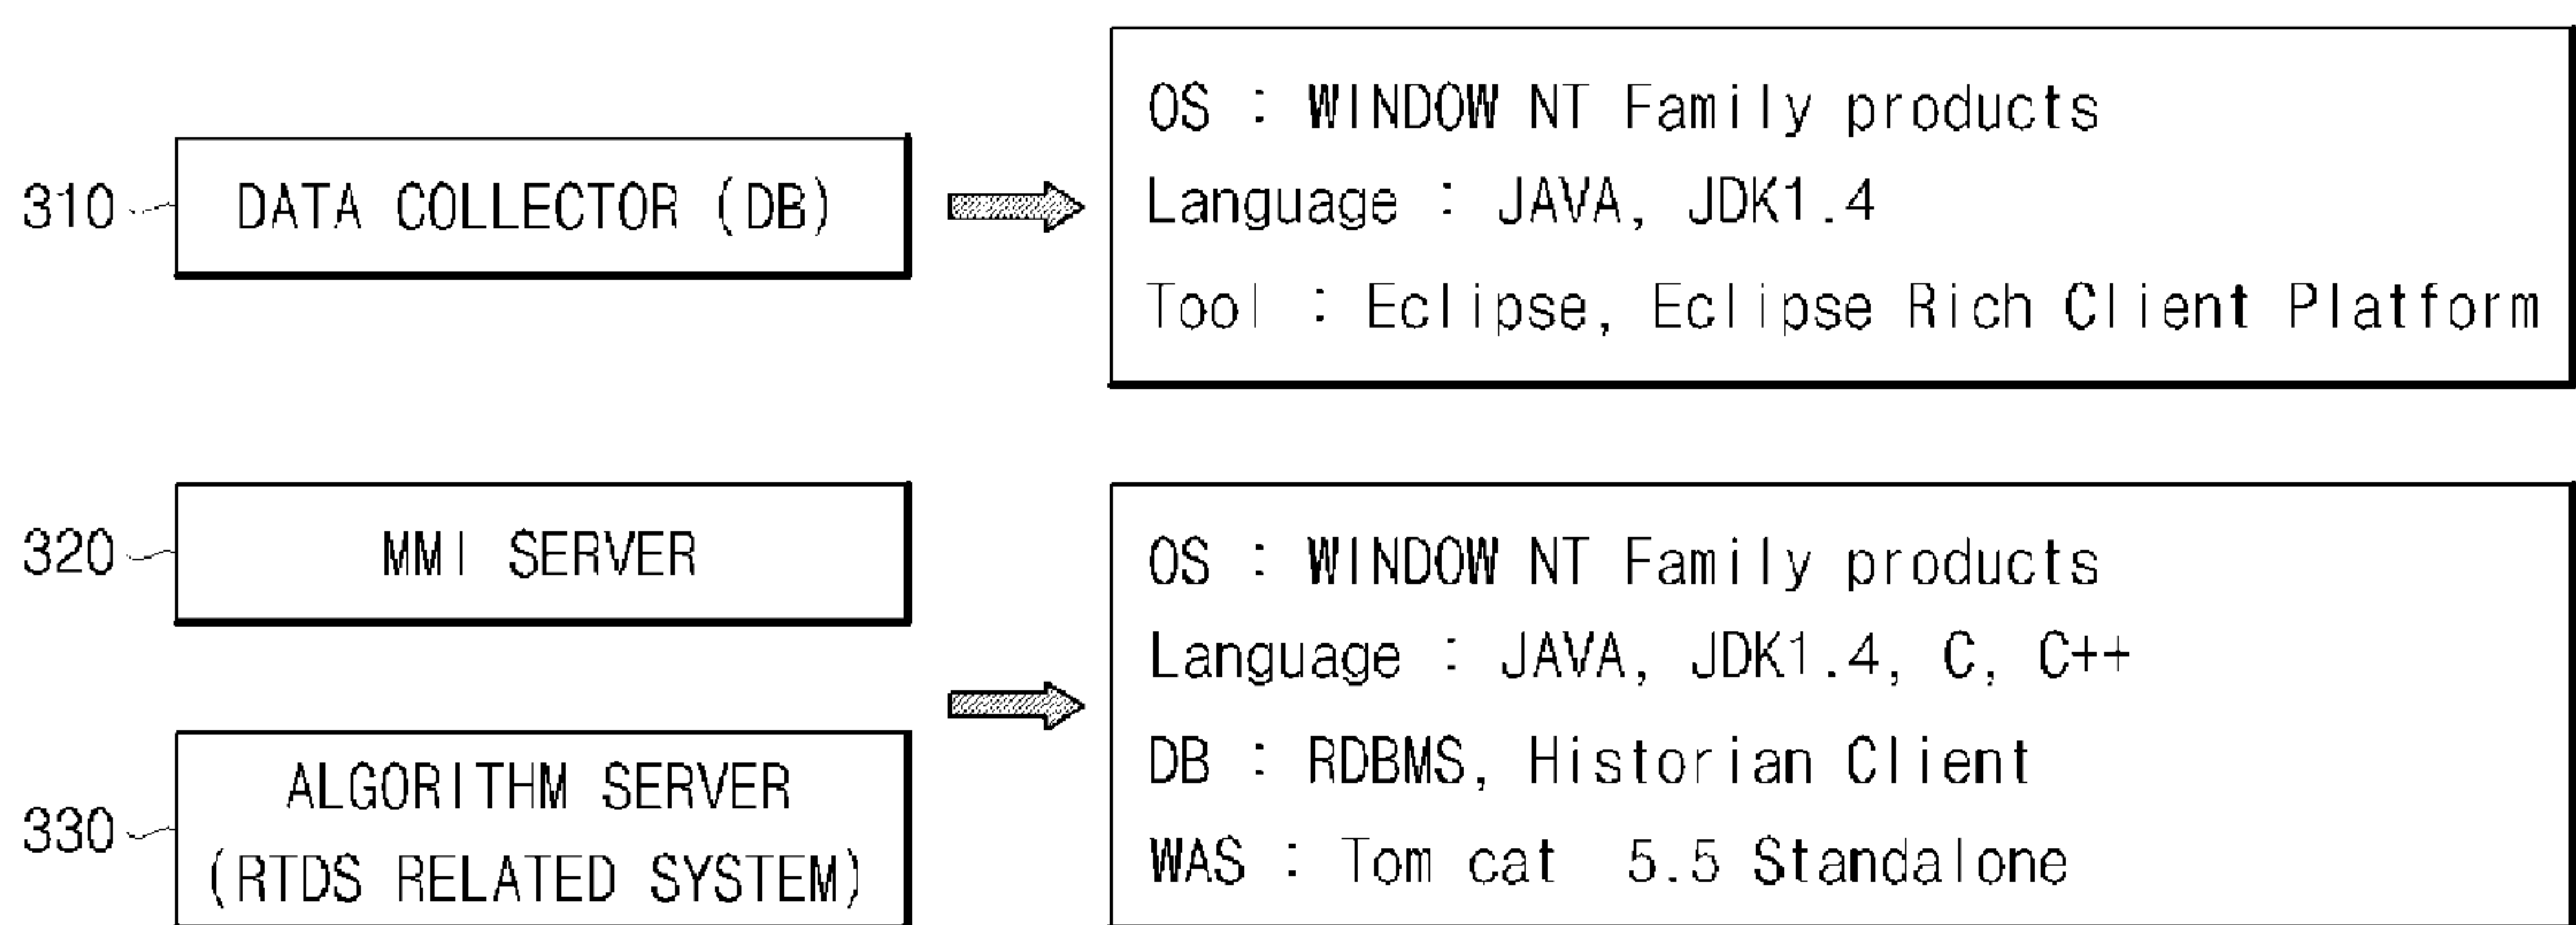 310
DATA COLLECTOR (DB)
OS : WINDOW NT Family products
Language : JAVA, JDK1.4
Tool : Eclipse, Eclipse Rich Client Platform
320
MMI SERVER
330
ALGORITHM SERVER
(RTDS RELATED SYSTEM)
OS : WINDOW NT Family products
Language : JAVA, JDK1.4, C, C++
DB : RDBMS, Historian Client
WAS : Tom cat 5.5 Standalone